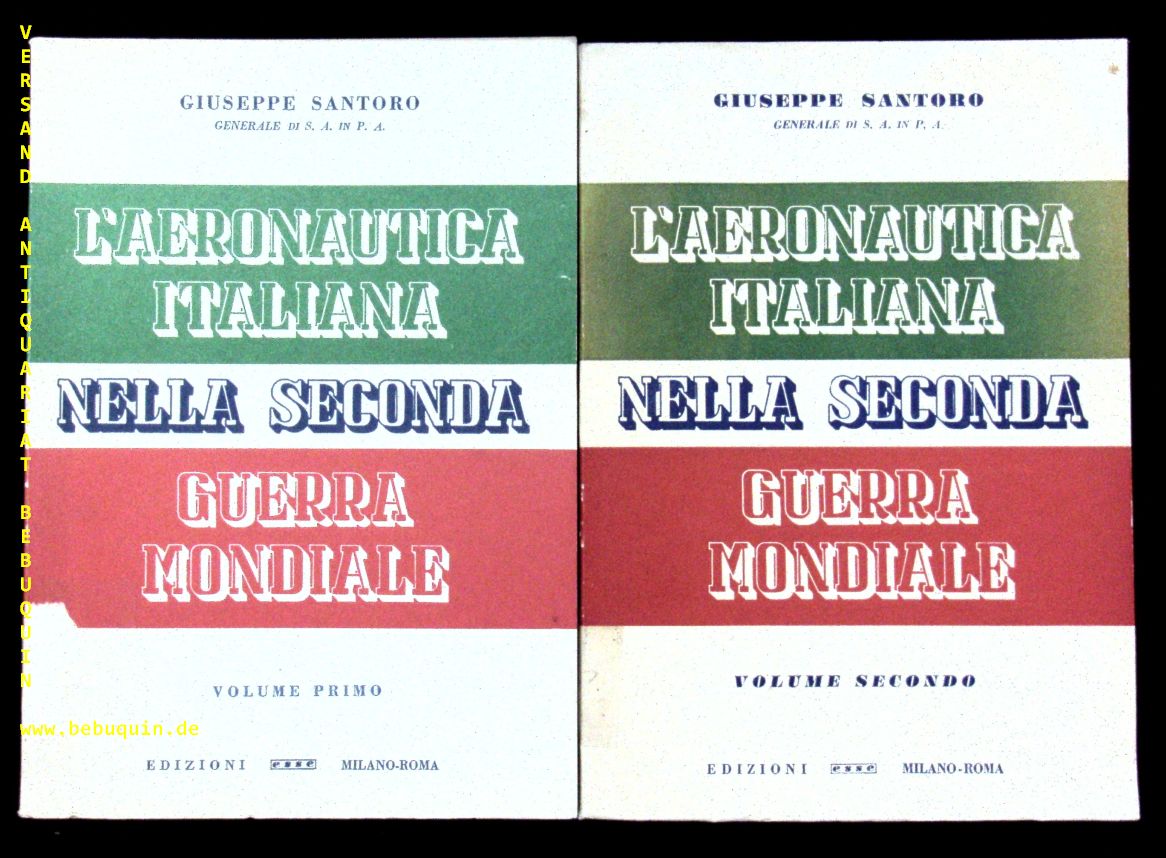 VERSAND ANTIQUARIAT BEBUQUIN
www.bebuquin.de
GIUSEPPE SANTORO
GENERALE DI S. A. IN P. A.
L'AERONAUTICA
ITALIANA
NELLA SECONDA
GUERRA
MONDIALE
VOLUME PRIMO
EDIZIONI esse MILANO-ROMA
GIUSEPPE SANTORO
GENERALE DI S. A. IN P. A.
L'AERONAUTICA
ITALIANA
NELLA SECONDA
GUERRA
MONDIALE
VOLUME SECONDO
EDIZIONI esse MILANO-ROMA